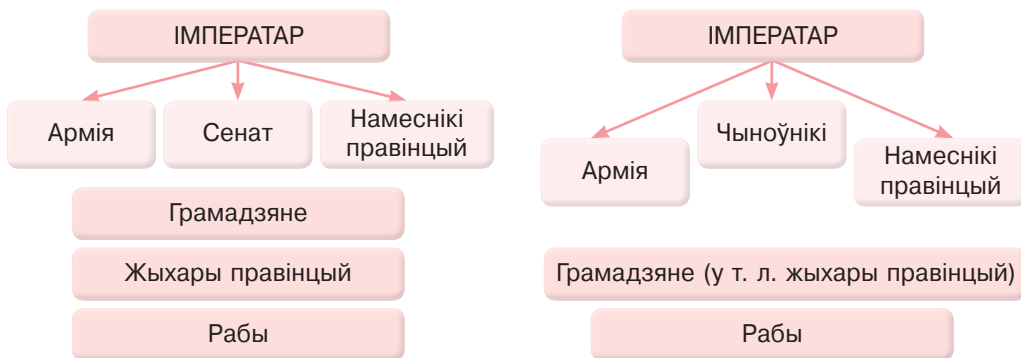 ІМПЕРАТАР
Армія
Сенат
Намеснікі
правінцый
Грамадзяне
Жыхары правінцый
Рабы
ІМПЕРАТАР
Армія
Чыноўнікі
Намеснікі
правінцый
Грамадзяне (у т. л. жыхары правінцый)
Рабы